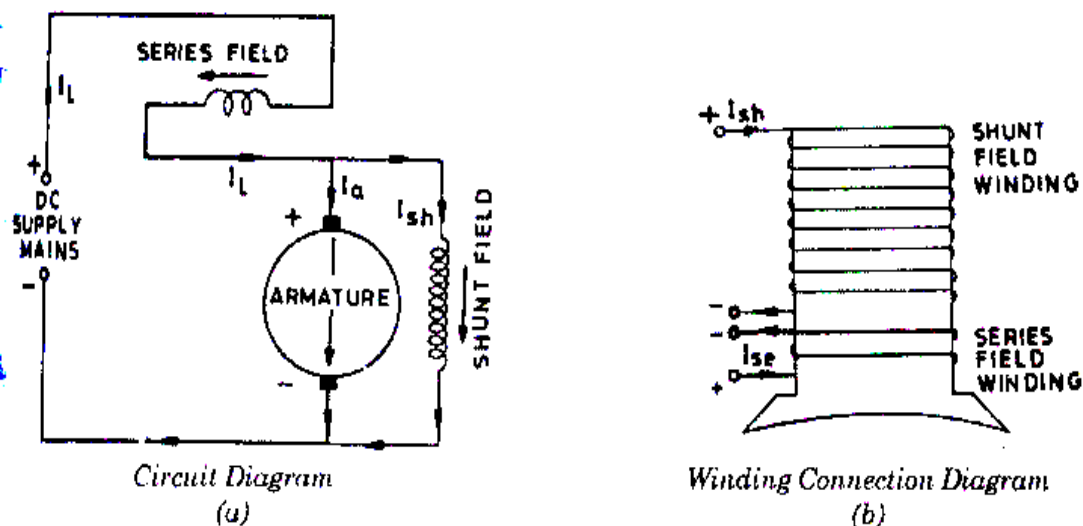 SERIES FIELD
I_L
+
DC
SUPPLY
MAINS
-
I_L
I_a
I_sh
+
ARMATURE
-
SHUNT FIELD
Circuit Diagram
(a)
+ I_sh
SHUNT
FIELD
WINDING
-
-
I_se
+
SERIES
FIELD
WINDING
Winding Connection Diagram
(b)